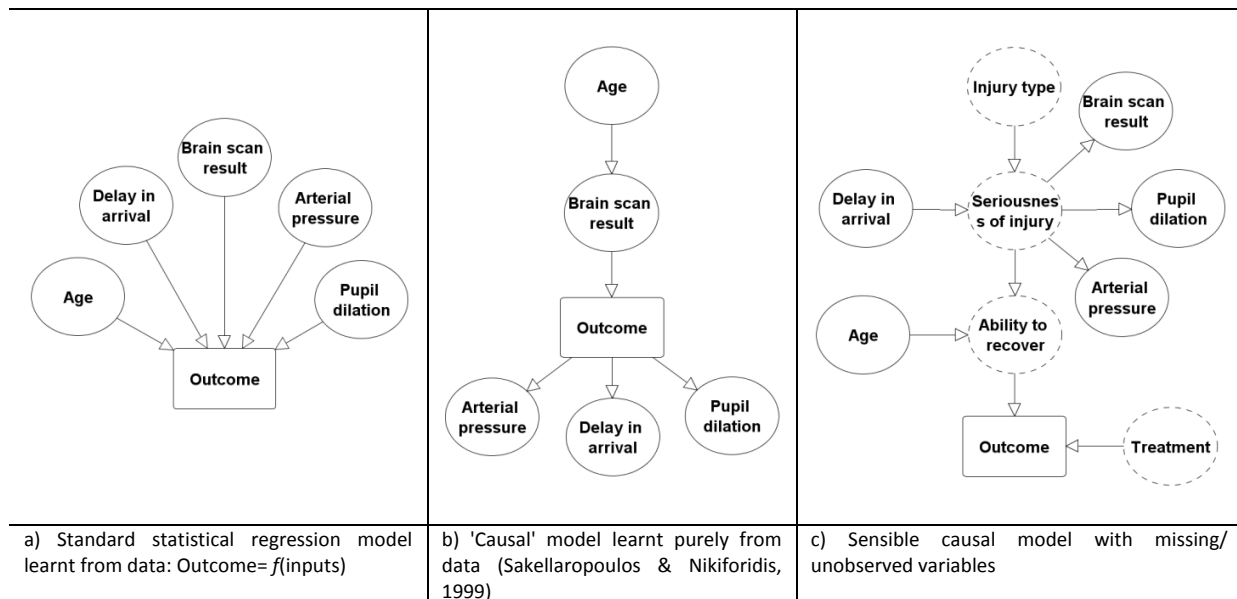 Age
Delay in
arrival
Brain scan
result
Arterial
pressure
Pupil
dilation
Outcome
a) Standard statistical regression model
learnt from data: Outcome= f(inputs)
Age
Brain scan
result
Outcome
Arterial
pressure
Delay in
arrival
Pupil
dilation
b) 'Causal' model learnt purely from
data (Sakellaropoulos & Nikiforidis,
1999)
Injury type
Brain scan
result
Delay in
arrival
Seriousnes
s of injury
Pupil
dilation
Arterial
pressure
Age
Ability to
recover
Outcome
Treatment
c) Sensible causal model with missing/
unobserved variables